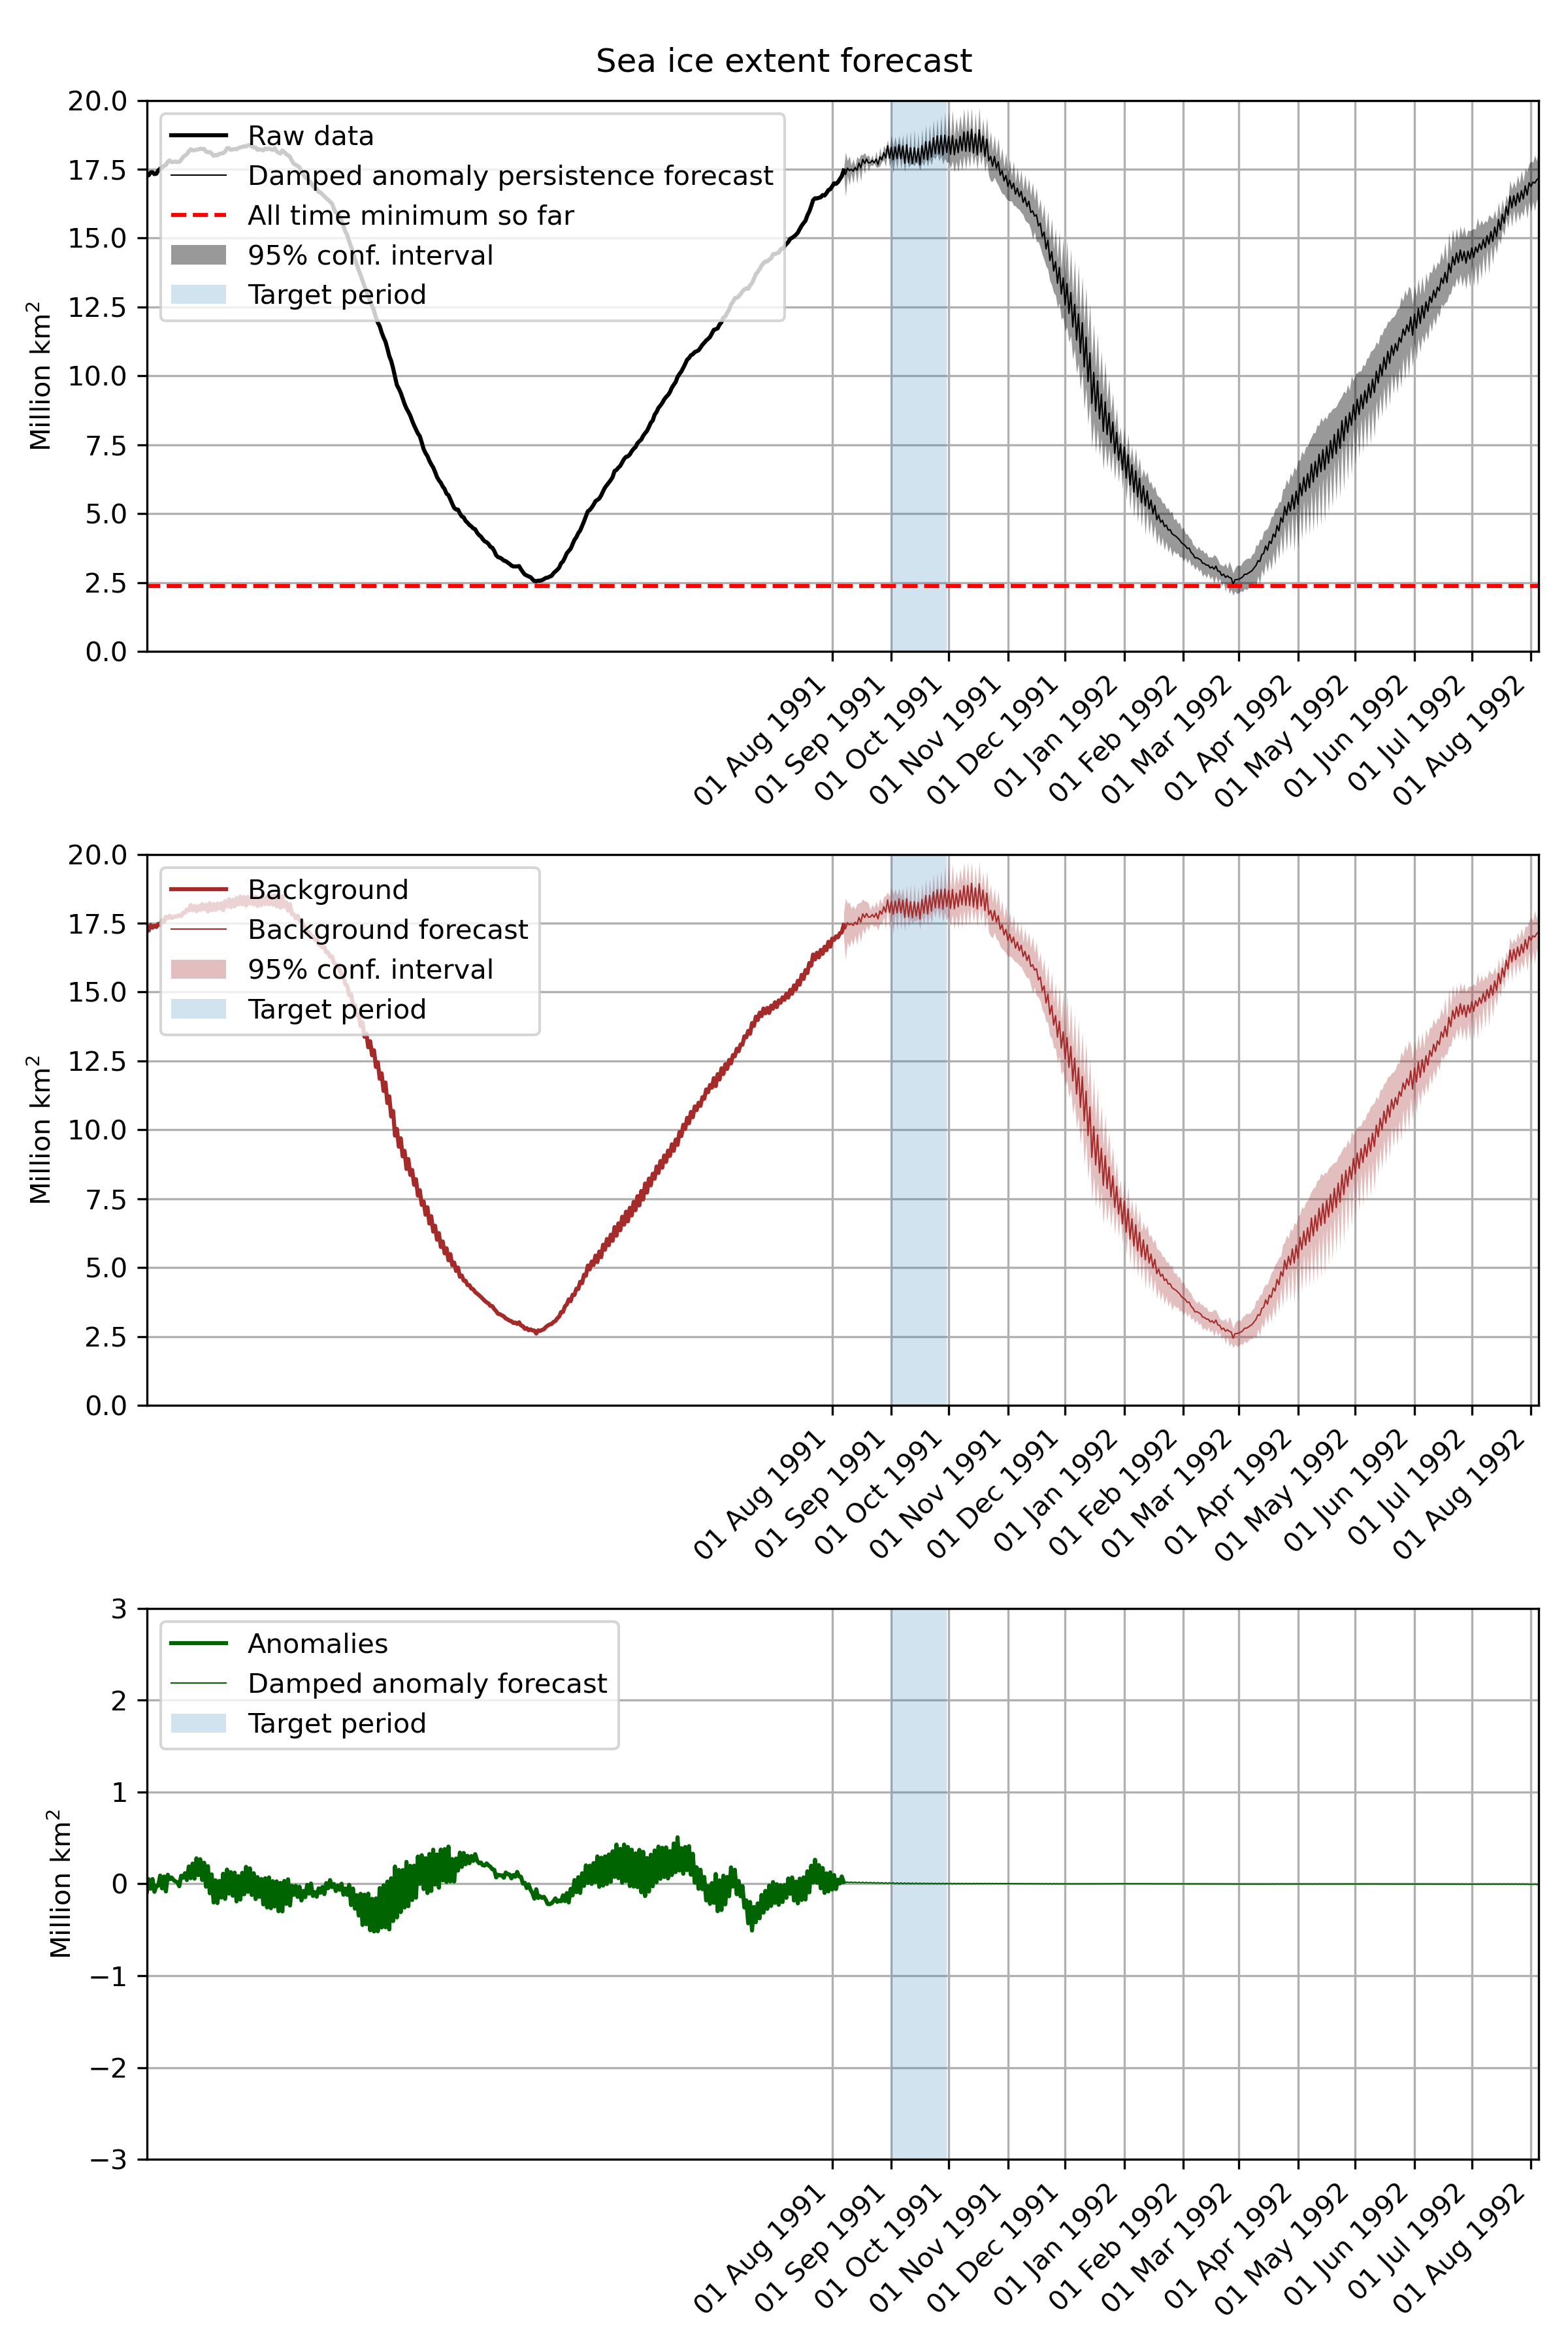 Sea ice extent forecast
20.0
17.5
15.0
12.5
10.0
7.5
5.0
2.5
0.0
Million km²
Raw data
Damped anomaly persistence forecast
All time minimum so far
95% conf. interval
Target period
01 Aug 1991
01 Sep 1991
01 Oct 1991
01 Nov 1991
01 Dec 1991
01 Jan 1992
01 Feb 1992
01 Mar 1992
01 Apr 1992
01 May 1992
01 Jun 1992
01 Jul 1992
01 Aug 1992
20.0
17.5
15.0
12.5
10.0
7.5
5.0
2.5
0.0
Million km²
Background
Background forecast
95% conf. interval
Target period
01 Aug 1991
01 Sep 1991
01 Oct 1991
01 Nov 1991
01 Dec 1991
01 Jan 1992
01 Feb 1992
01 Mar 1992
01 Apr 1992
01 May 1992
01 Jun 1992
01 Jul 1992
01 Aug 1992
3
2
1
0
−1
−2
−3
Million km²
Anomalies
Damped anomaly forecast
Target period
01 Aug 1991
01 Sep 1991
01 Oct 1991
01 Nov 1991
01 Dec 1991
01 Jan 1992
01 Feb 1992
01 Mar 1992
01 Apr 1992
01 May 1992
01 Jun 1992
01 Jul 1992
01 Aug 1992